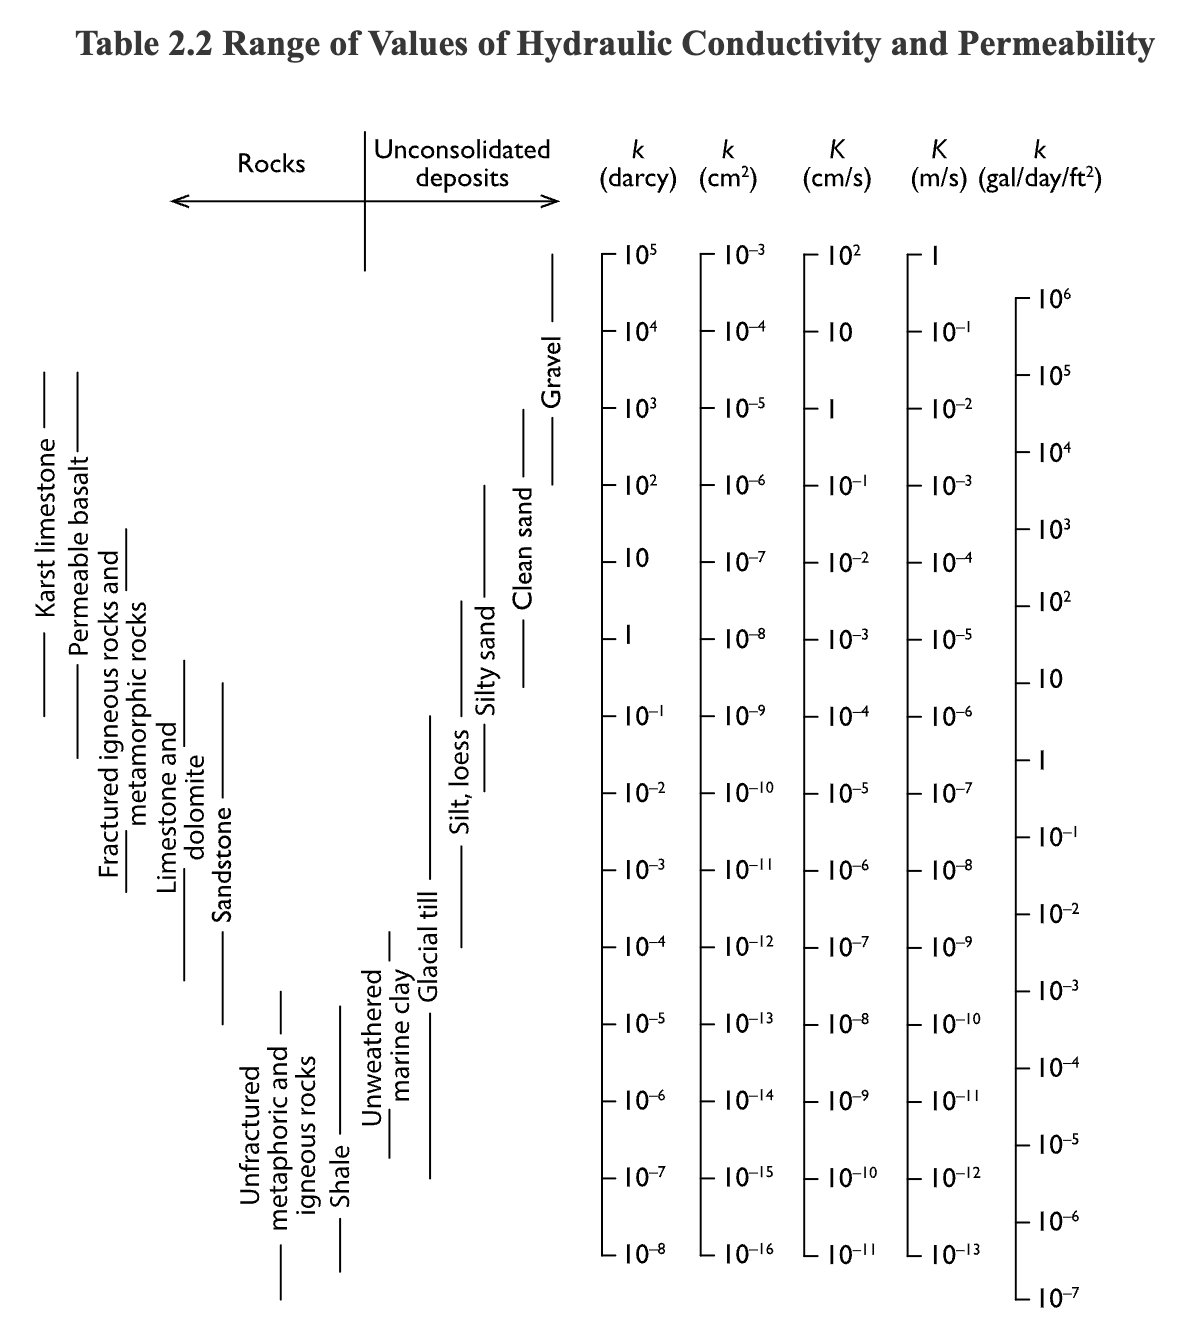 Table 2.2 Range of Values of Hydraulic Conductivity and Permeability
Rocks
Unconsolidated
deposits
k
(darcy)
k
(cm²)
K
(cm/s)
K
(m/s)
k
(gal/day/ft²)
Karst limestone
Permeable basalt
Fractured igneous rocks and
metamorphic rocks
Limestone and
dolomite
Sandstone
Unfractured
metaphoric and
igneous rocks
Shale
Unweathered
marine clay
Glacial till
Silt, loess
Silty sand
Clean sand
Gravel
10⁵
10⁴
10³
10²
10
1
10⁻¹
10⁻²
10⁻³
10⁻⁴
10⁻⁵
10⁻⁶
10⁻⁷
10⁻⁸
10⁻³
10⁻⁴
10⁻⁵
10⁻⁶
10⁻⁷
10⁻⁸
10⁻⁹
10⁻¹⁰
10⁻¹¹
10⁻¹²
10⁻¹³
10⁻¹⁴
10⁻¹⁵
10⁻¹⁶
10²
10
1
10⁻¹
10⁻²
10⁻³
10⁻⁴
10⁻⁵
10⁻⁶
10⁻⁷
10⁻⁸
10⁻⁹
10⁻¹⁰
10⁻¹¹
1
10⁻¹
10⁻²
10⁻³
10⁻⁴
10⁻⁵
10⁻⁶
10⁻⁷
10⁻⁸
10⁻⁹
10⁻¹⁰
10⁻¹¹
10⁻¹²
10⁻¹³
10⁶
10⁵
10⁴
10³
10²
10
1
10⁻¹
10⁻²
10⁻³
10⁻⁴
10⁻⁵
10⁻⁶
10⁻⁷